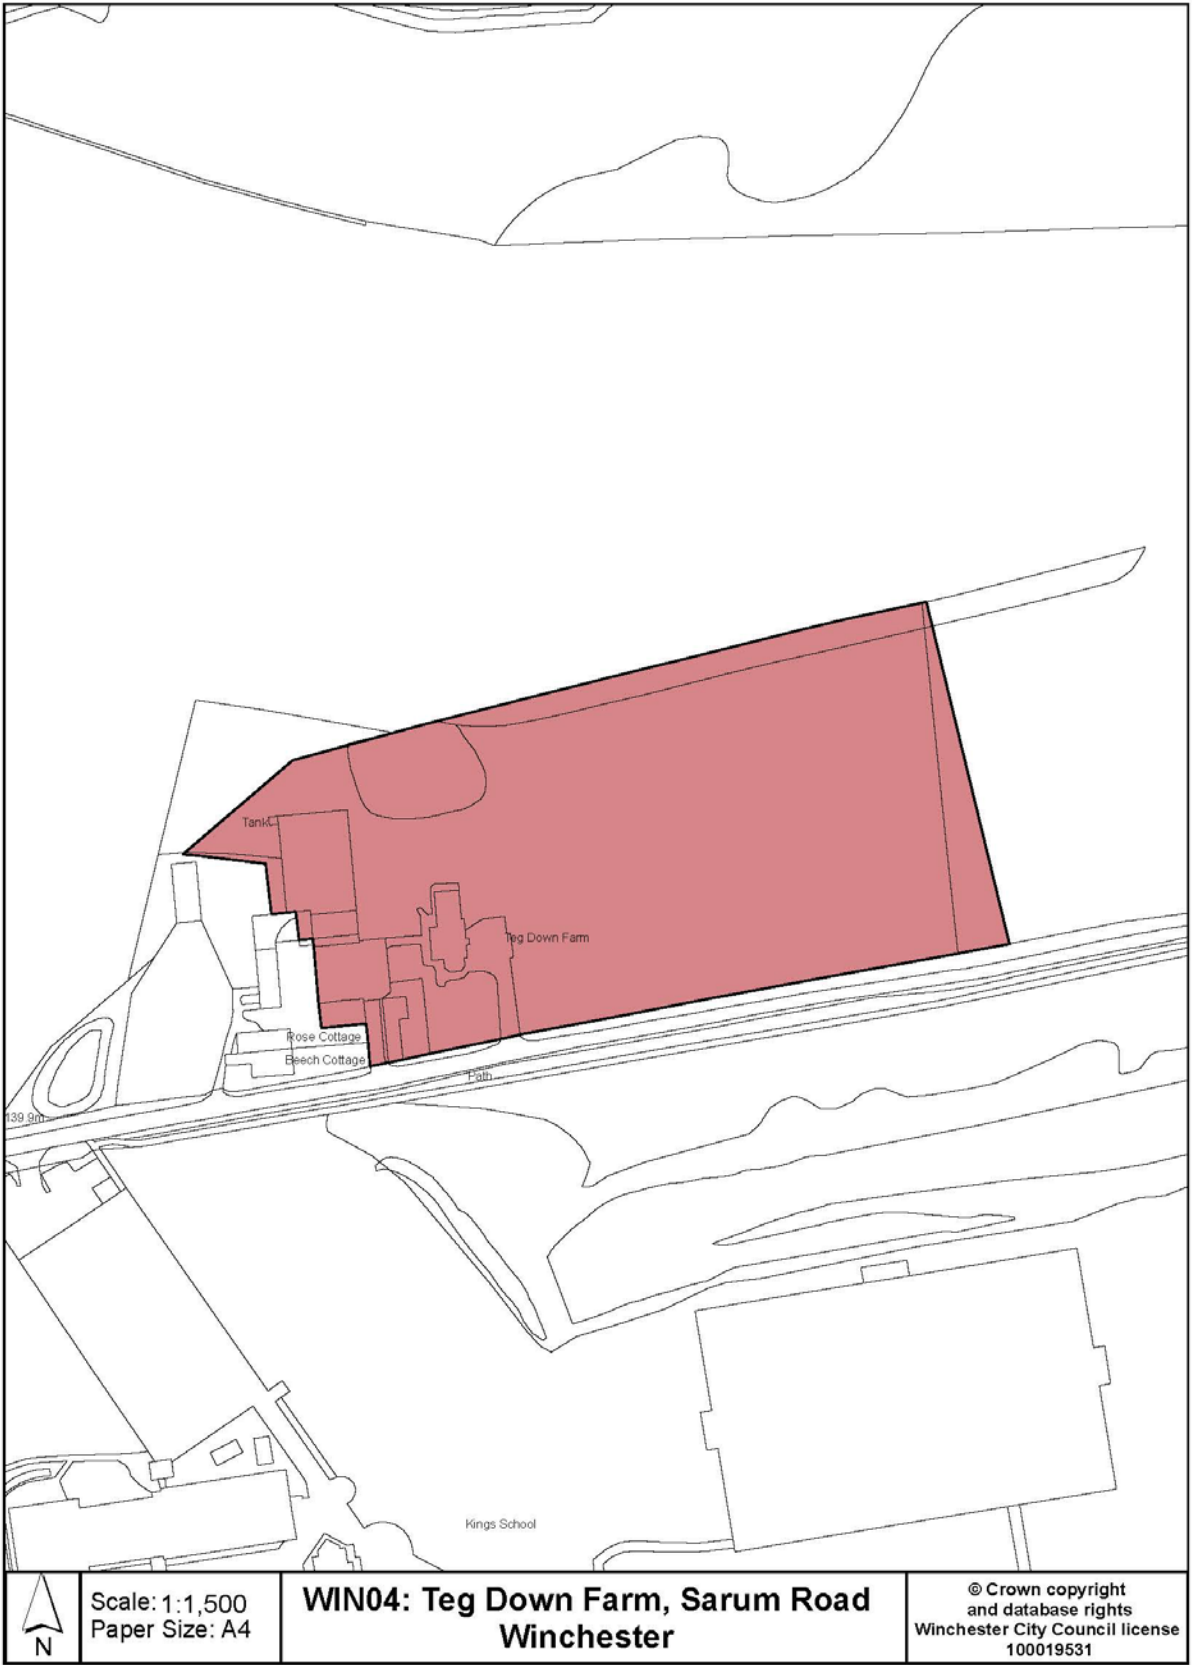 Tank
Teg Down Farm
Rose Cottage
Beech Cottage
Path
139.9m
Kings School
N
Scale: 1:1,500
Paper Size: A4
WIN04: Teg Down Farm, Sarum Road
Winchester
© Crown copyright
and database rights
Winchester City Council license
100019531